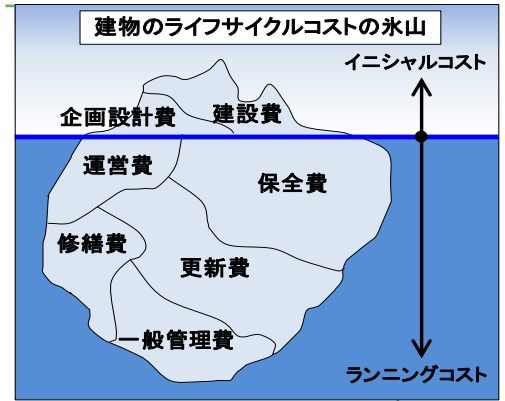 建物のライフサイクルコストの氷山
イニシャルコスト
企画設計費
建設費
運営費
保全費
修繕費
更新費
一般管理費
ランニングコスト